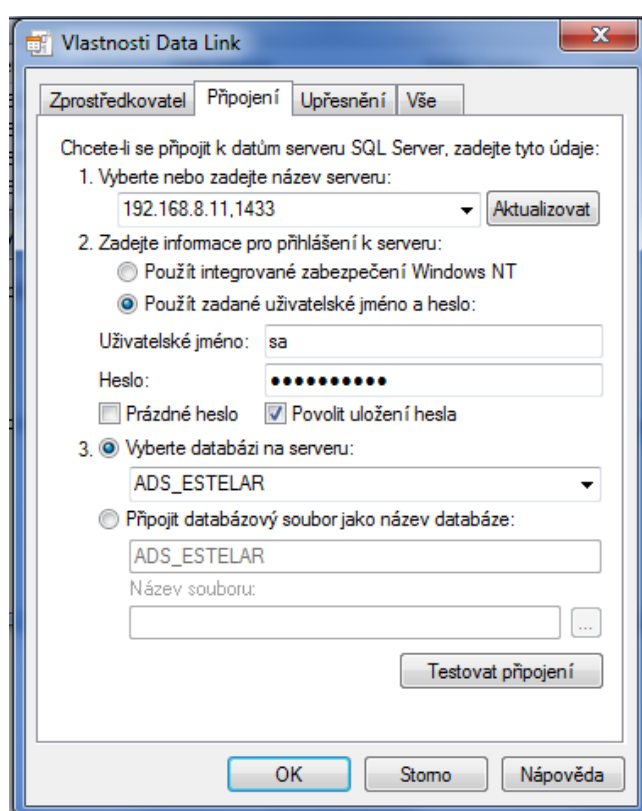 Vlastnosti Data Link
Zprostředkovatel Připojení Upřesnění Vše
Chcete-li se připojit k datům serveru SQL Server, zadejte tyto údaje:
1. Vyberte nebo zadejte název serveru:
192.168.8.11,1433 Aktualizovat
2. Zadejte informace pro přihlášení k serveru:
Použít integrované zabezpečení Windows NT
Použít zadané uživatelské jméno a heslo:
Uživatelské jméno: sa
Heslo: ●●●●●●●●●●
Prázdné heslo Povolit uložení hesla
3. Vyberte databázi na serveru:
ADS_ESTELAR
Připojit databázový soubor jako název databáze:
ADS_ESTELAR
Název souboru:
...
Testovat připojení
OK Storno Nápověda